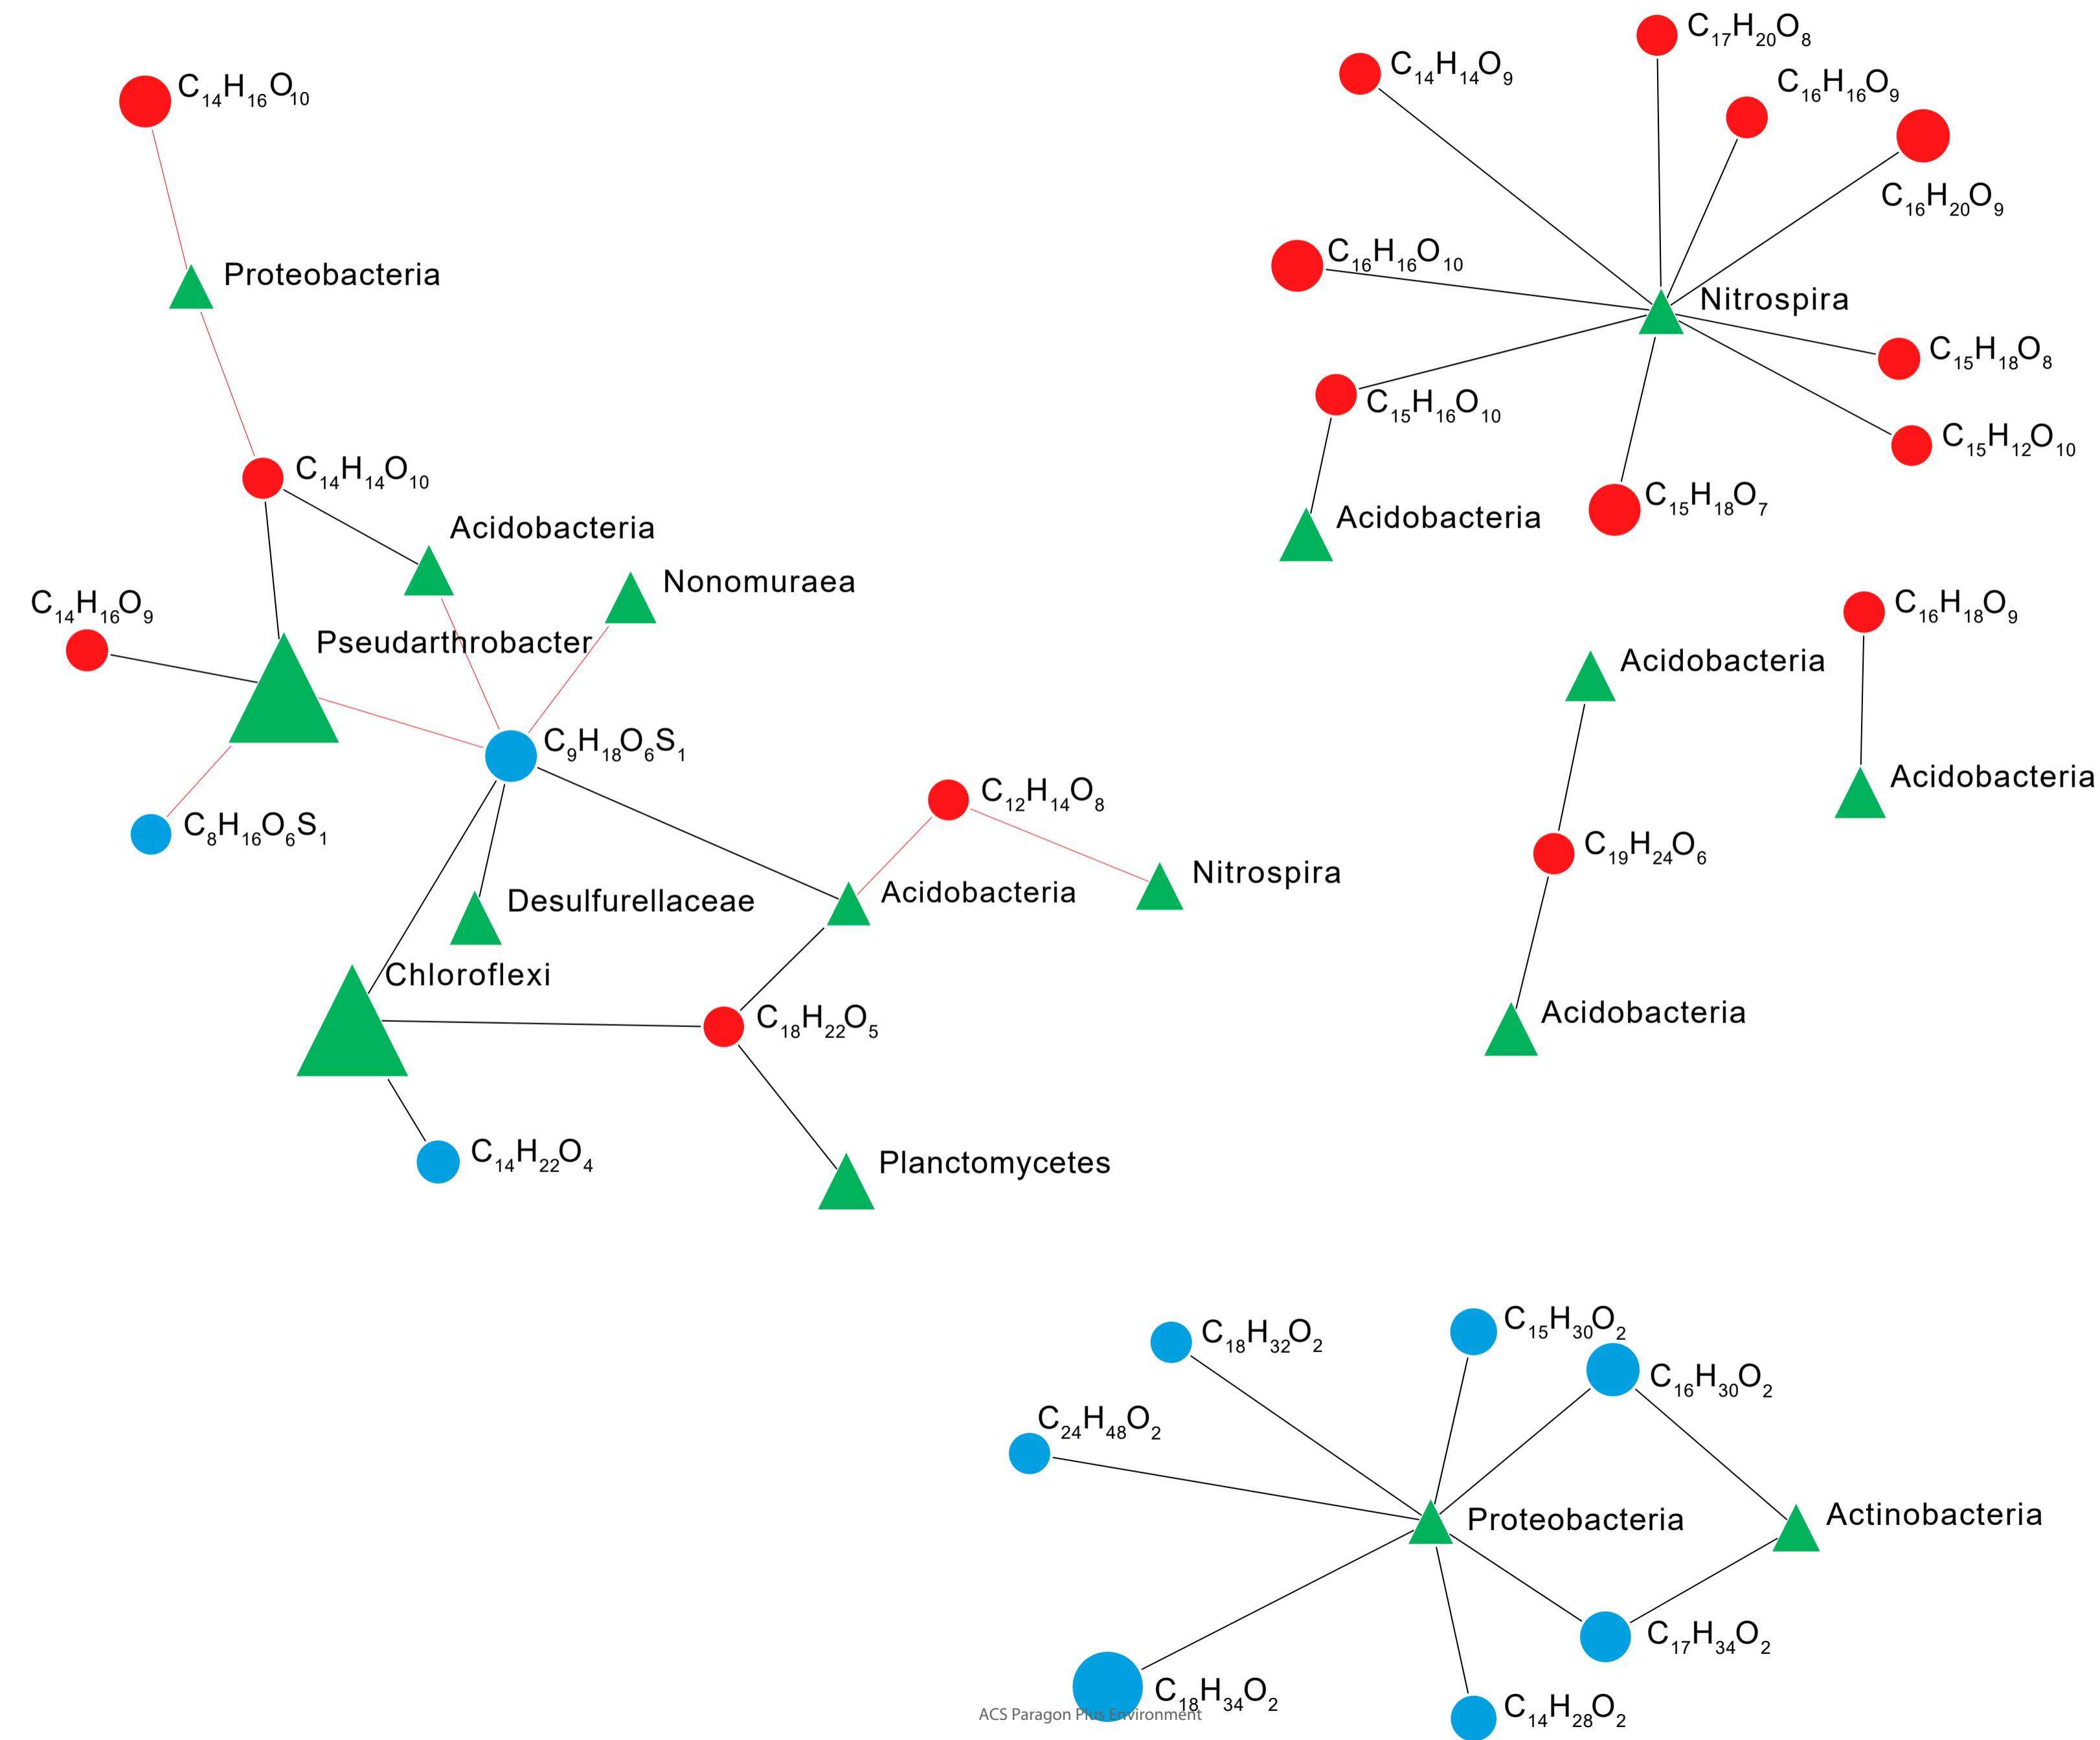 C14H16O10
Proteobacteria
C14H14O10
Acidobacteria
Nonomuraea
C14H16O9
Pseudarthrobacter
C9H18O6S1
C8H16O6S1
C12H14O8
Nitrospira
Acidobacteria
Desulfurellaceae
Chloroflexi
C18H22O5
C14H22O4
Planctomycetes
C17H20O8
C14H14O9
C16H16O9
C16H20O9
C16H16O10
Nitrospira
C15H18O8
C15H16O10
C15H12O10
C15H18O7
Acidobacteria
C16H18O9
Acidobacteria
Acidobacteria
C19H24O6
Acidobacteria
C15H30O2
C18H32O2
C16H30O2
C24H48O2
Proteobacteria
Actinobacteria
C17H34O2
C18H34O2
C14H28O2
ACS Paragon Plus Environment